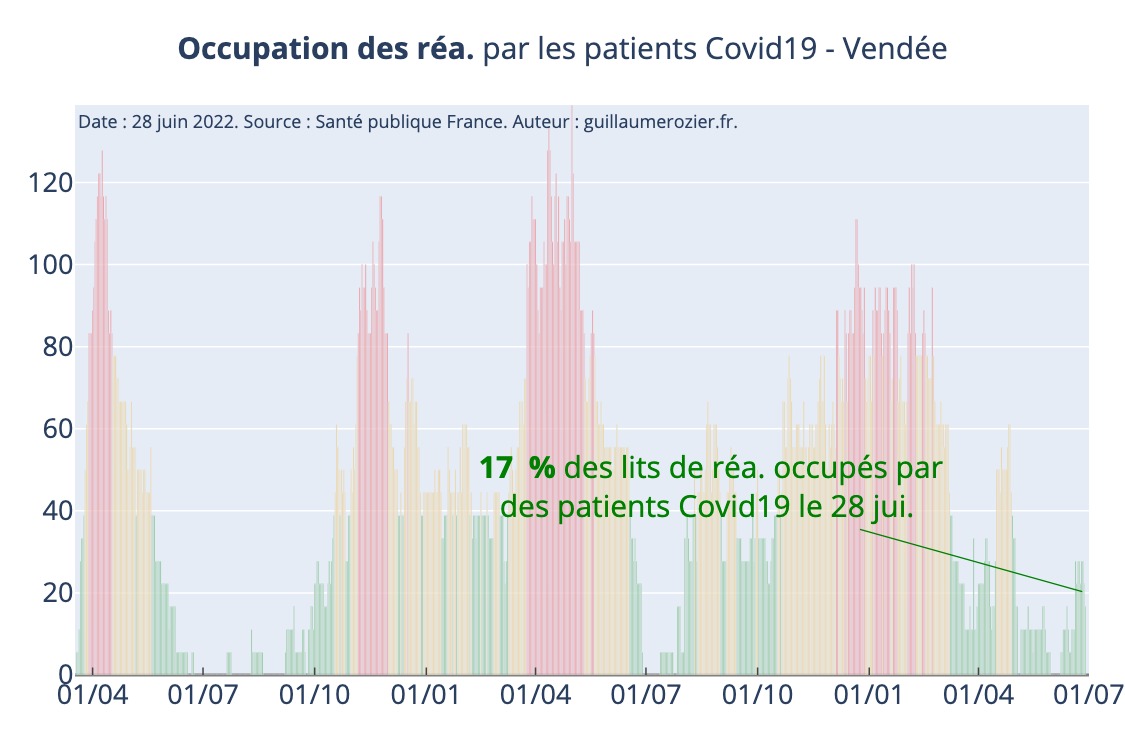 Occupation des réa. par les patients Covid19 - Vendée
Date : 28 juin 2022. Source : Santé publique France. Auteur : guillaumerozier.fr.
120
100
80
60
17 % des lits de réa. occupés par
des patients Covid19 le 28 jui.
40
20
0
01/04 01/07 01/10 01/01 01/04 01/07 01/10 01/01 01/04 01/07